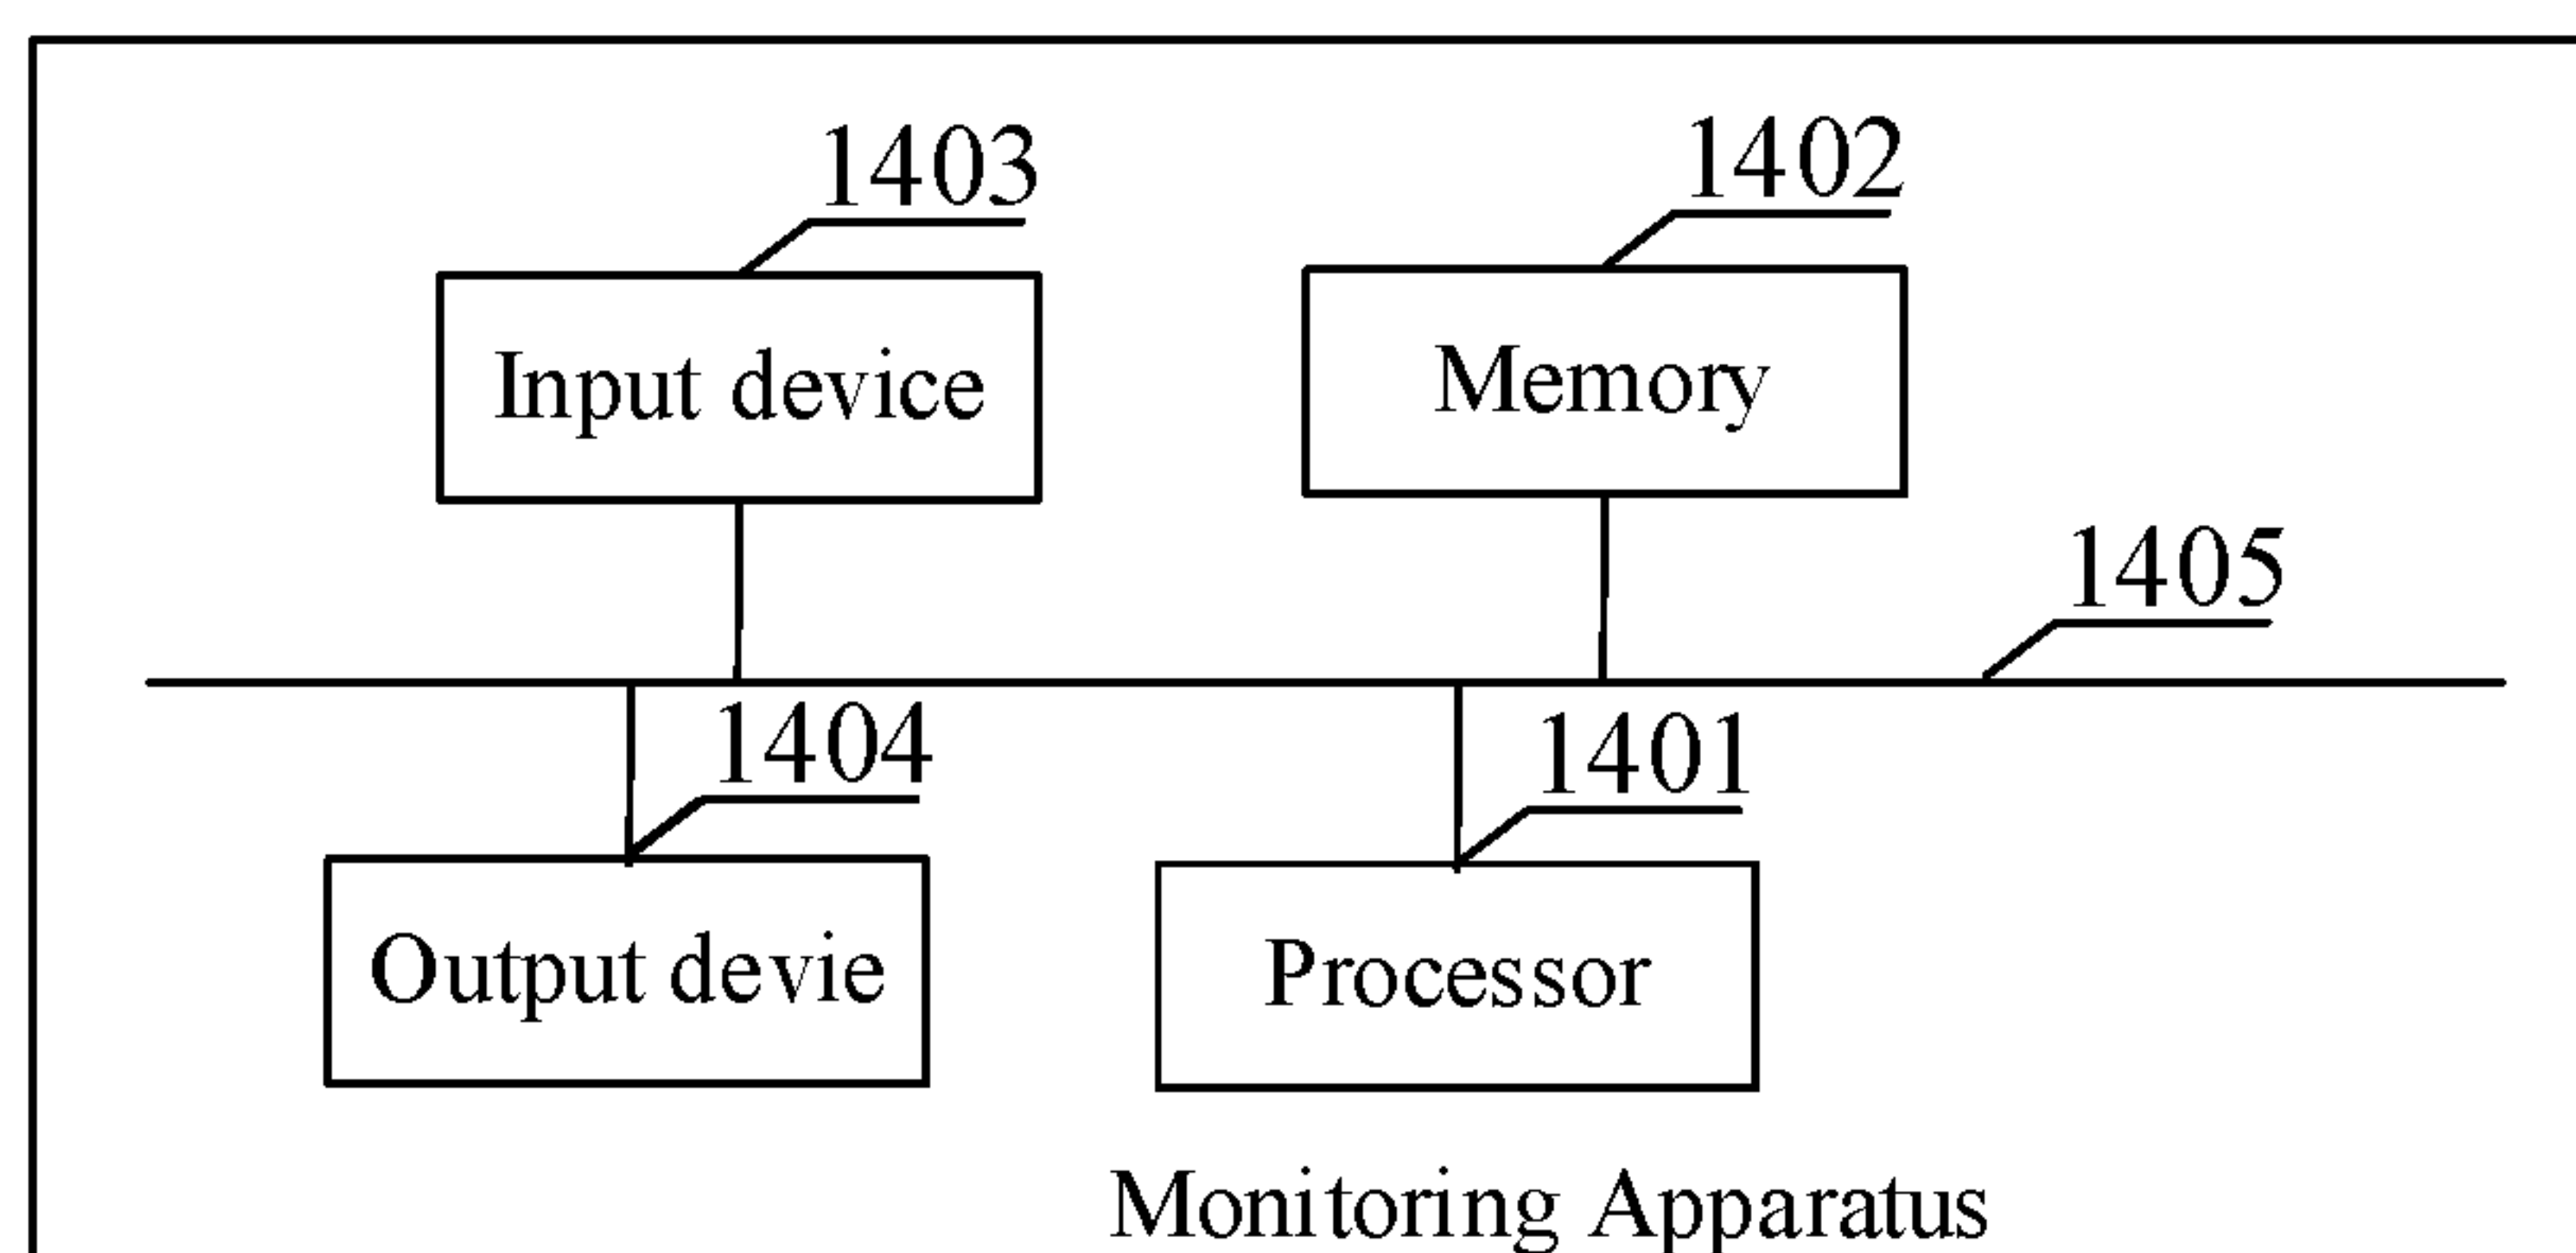 1403
1402
Input device
Memory
1405
1404
1401
Output devie
Processor
Monitoring Apparatus